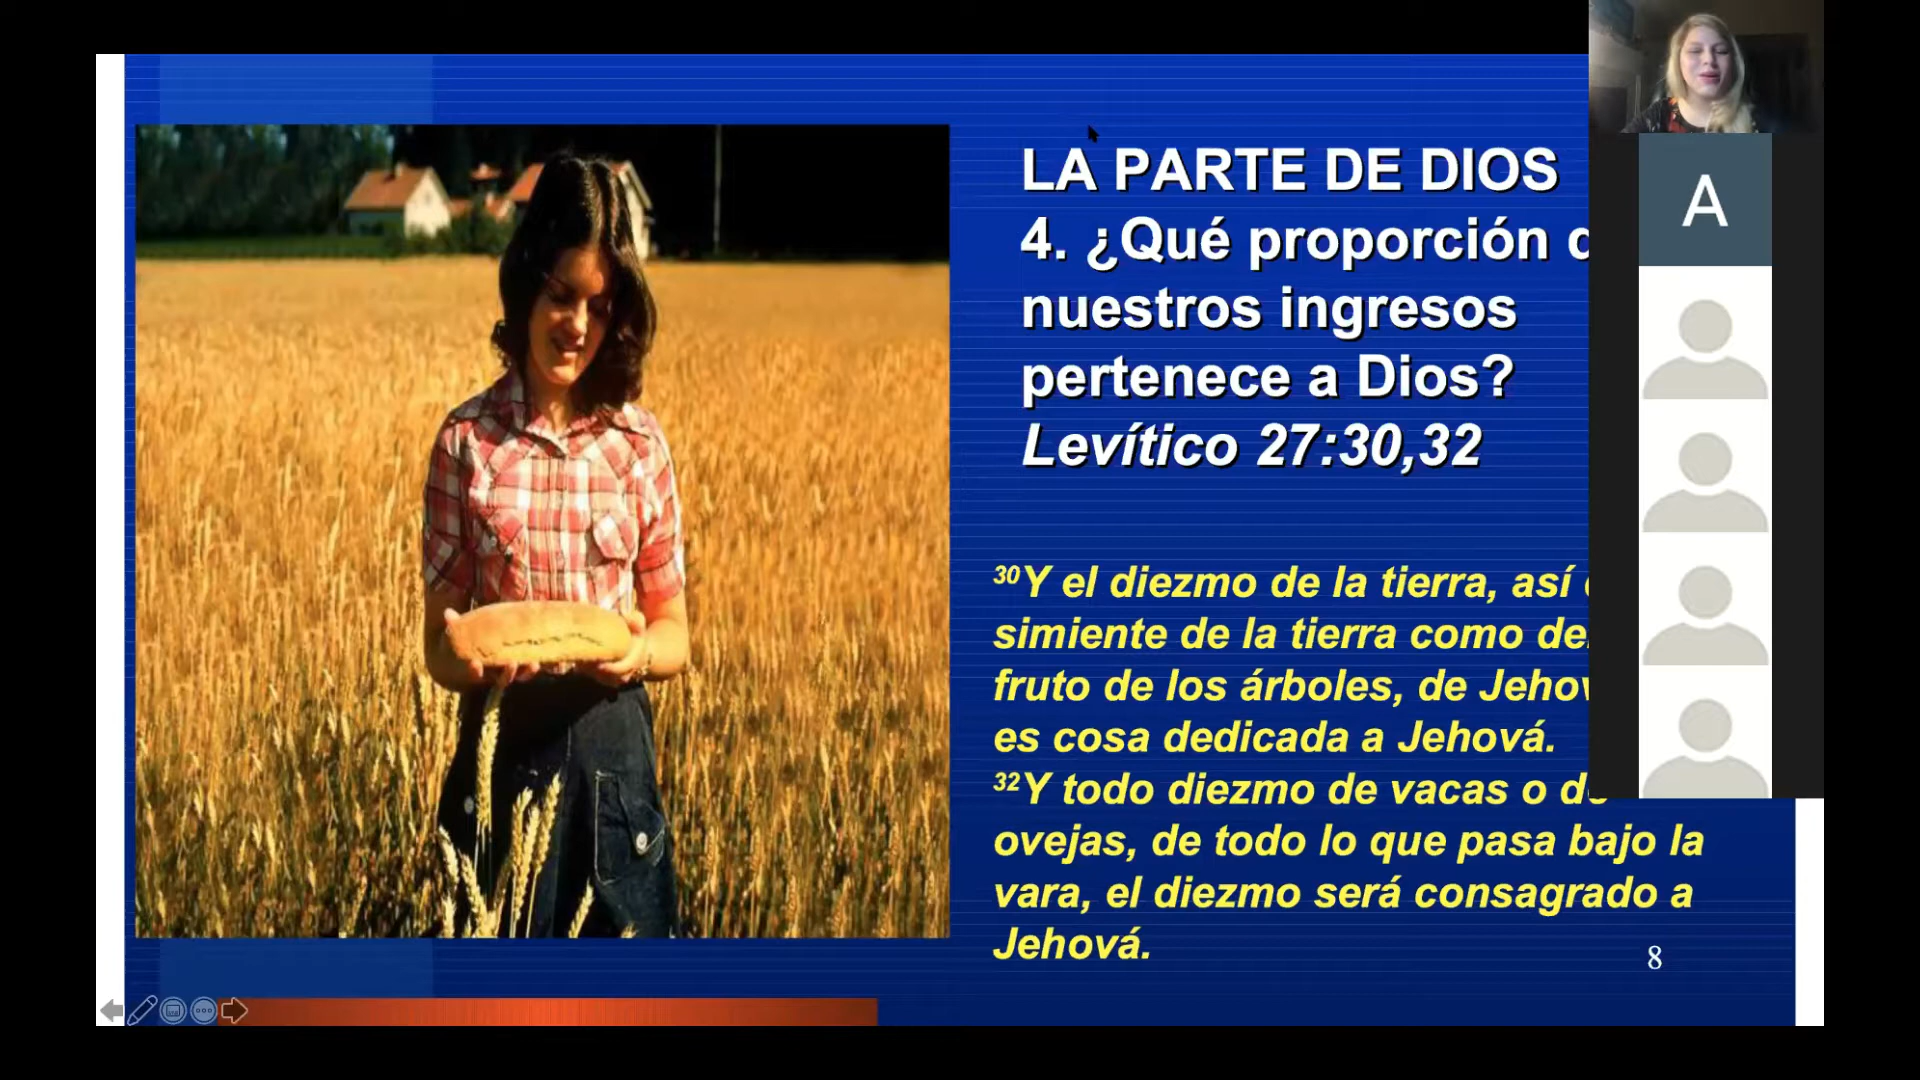 LA PARTE DE DIOS
4. ¿Qué proporción
nuestros ingresos
pertenece a Dios?
Levítico 27:30,32
30Y el diezmo de la tierra, así
simiente de la tierra como
fruto de los árboles, de
es cosa dedicada a Jehová.
32Y todo diezmo de vacas o de
ovejas, de todo lo que pasa bajo la
vara, el diezmo será consagrado a
Jehová.
8
A